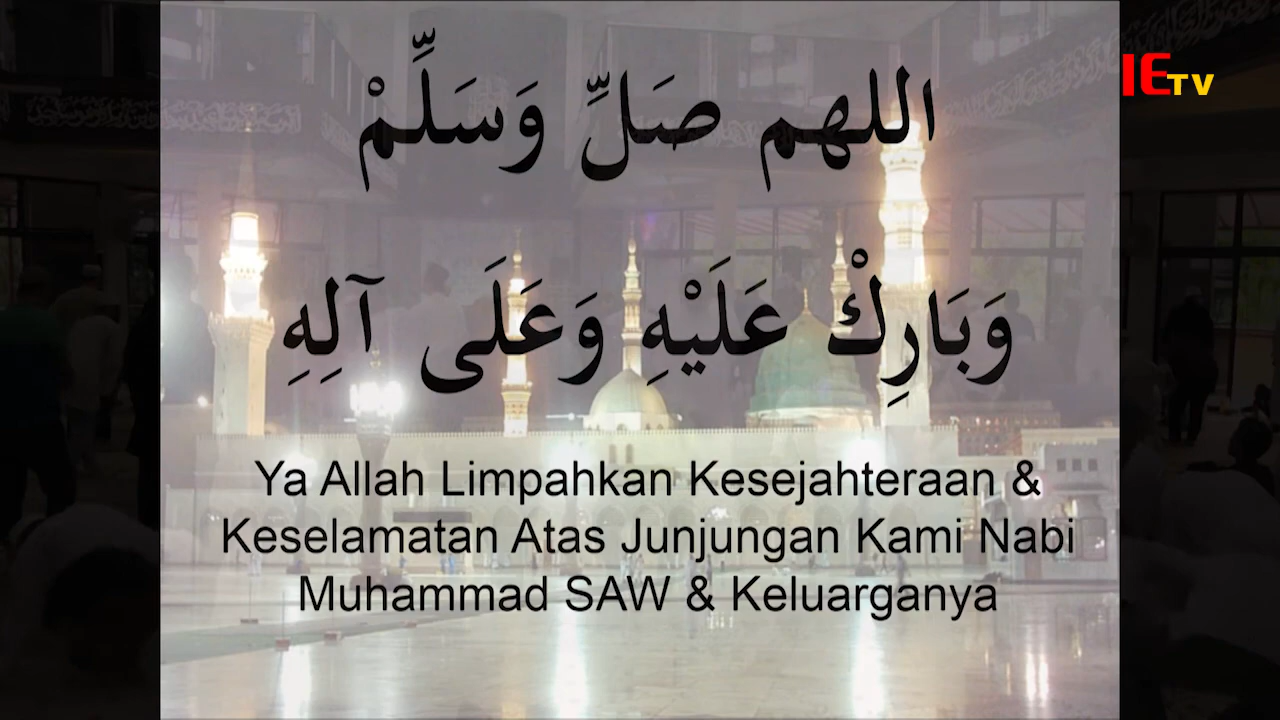 اللهم صَلِّ وَسَلِّمْ
وَبَارِكْ عَلَيْهِ وَعَلَى آلِهِ
Ya Allah Limpahkan Kesejahteraan &
Keselamatan Atas Junjungan Kami Nabi
Muhammad SAW & Keluarganya
IETV